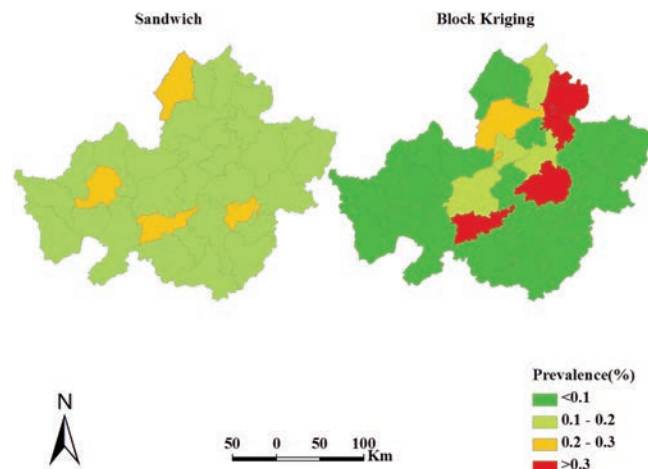 Sandwich
Block Kriging
N
50 0 50 100
Km
Prevalence(%)
<0.1
0.1 - 0.2
0.2 - 0.3
>0.3